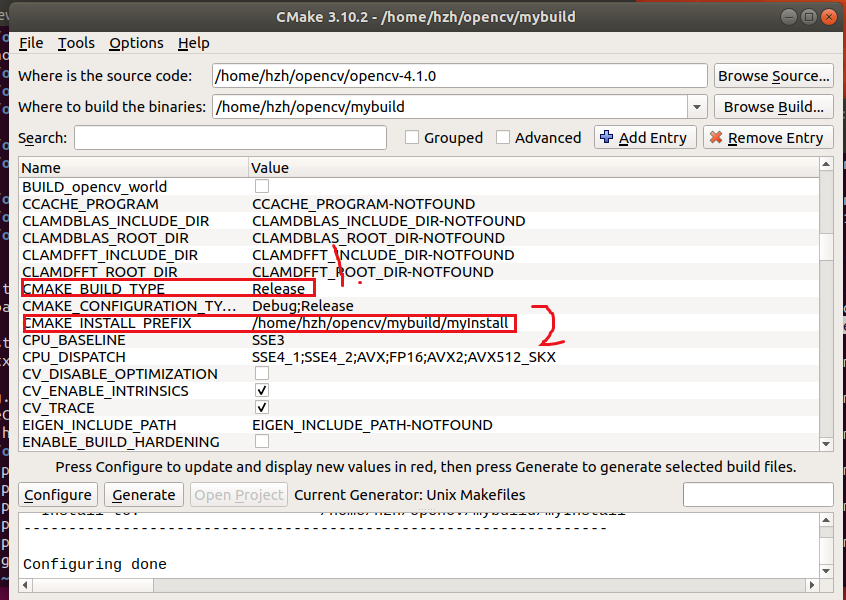 CMake 3.10.2 - /home/hzh/opencv/mybuild
File Tools Options Help
Where is the source code: /home/hzh/opencv/opencv-4.1.0 Browse Source...
Where to build the binaries: /home/hzh/opencv/mybuild Browse Build...
Search: Grouped Advanced Add Entry Remove Entry
Name Value
BUILD_opencv_world
CCACHE_PROGRAM CCACHE_PROGRAM-NOTFOUND
CLAMDBLAS_INCLUDE_DIR CLAMDBLAS_INCLUDE_DIR-NOTFOUND
CLAMDBLAS_ROOT_DIR CLAMDBLAS_ROOT_DIR-NOTFOUND
CLAMDFFT_INCLUDE_DIR CLAMDFFT_INCLUDE_DIR-NOTFOUND
CLAMDFFT_ROOT_DIR CLAMDFFT_ROOT_DIR-NOTFOUND
1.
CMAKE_BUILD_TYPE Release
CMAKE_CONFIGURATION_TY... Debug;Release
CMAKE_INSTALL_PREFIX /home/hzh/opencv/mybuild/myInstall 2
CPU_BASELINE SSE3
CPU_DISPATCH SSE4_1;SSE4_2;AVX;FP16;AVX2;AVX512_SKX
CV_DISABLE_OPTIMIZATION
CV_ENABLE_INTRINSICS
CV_TRACE
EIGEN_INCLUDE_PATH EIGEN_INCLUDE_PATH-NOTFOUND
ENABLE_BUILD_HARDENING
Press Configure to update and display new values in red, then press Generate to generate selected build files.
Configure Generate Open Project Current Generator: Unix Makefiles
Install to: /home/hzh/opencv/mybuild/myInstall
-----------------------------------------------------------------
Configuring done